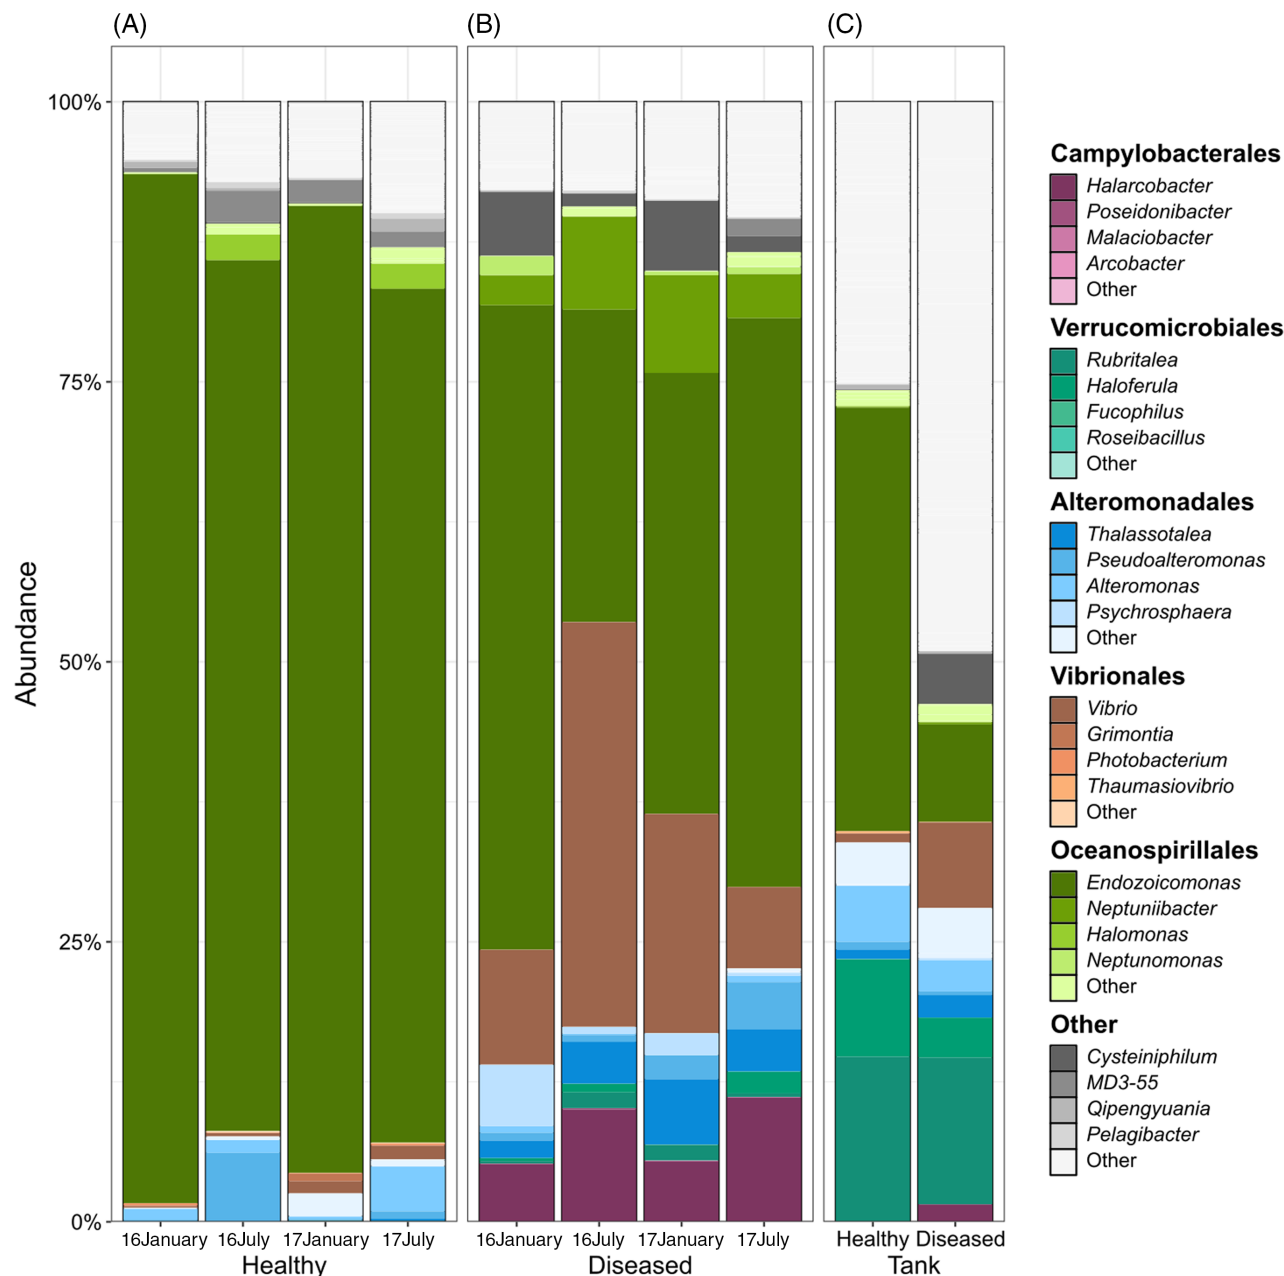 (A) (B) (C)
Abundance
100%
75%
50%
25%
0%
16January 16July 17January 17July
Healthy
16January 16July 17January 17July
Diseased
Healthy Diseased
Tank
Campylobacterales
Halarcobacter
Poseidonibacter
Malaciobacter
Arcobacter
Other
Verrucomicrobiales
Rubritalea
Haloferula
Fucophilus
Roseibacillus
Other
Alteromonadales
Thalassotalea
Pseudoalteromonas
Alteromonas
Psychrosphaera
Other
Vibrionales
Vibrio
Grimontia
Photobacterium
Thaumasiovibrio
Other
Oceanospirillales
Endozoicomonas
Neptuniibacter
Halomonas
Neptunomonas
Other
Other
Cysteiniphilum
MD3-55
Qipengyuania
Pelagibacter
Other